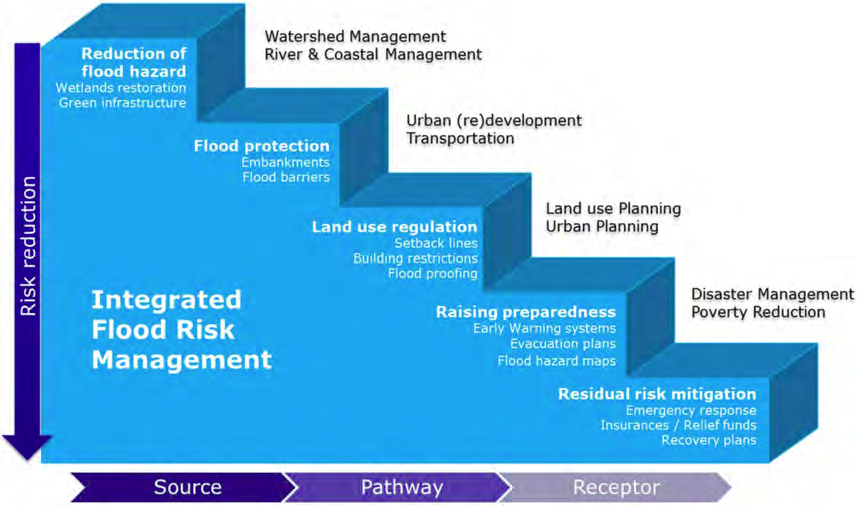 Watershed Management
River & Coastal Management
Reduction of
flood hazard
Wetlands restoration
Green infrastructure
Urban (re)development
Transportation
Flood protection
Embankments
Flood barriers
Land use Planning
Urban Planning
Land use regulation
Setback lines
Building restrictions
Flood proofing
Disaster Management
Poverty Reduction
Raising preparedness
Early Warning systems
Evacuation plans
Flood hazard maps
Residual risk mitigation
Emergency response
Insurances / Relief funds
Recovery plans
Integrated
Flood Risk
Management
Risk reduction
Source
Pathway
Receptor